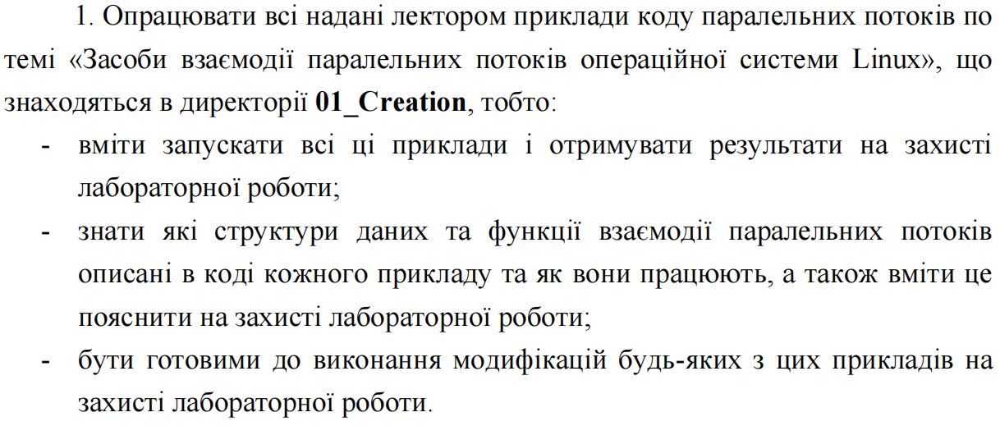 1. Опрацювати всі надані лектором приклади коду паралельних потоків по
темі «Засоби взаємодії паралельних потоків операційної системи Linux», що
знаходяться в директорії 01_Creation, тобто:
- вміти запускати всі ці приклади і отримувати результати на захисті
лабораторної роботи;
- знати які структури даних та функції взаємодії паралельних потоків
описані в коді кожного прикладу та як вони працюють, а також вміти це
пояснити на захисті лабораторної роботи;
- бути готовими до виконання модифікацій будь-яких з цих прикладів на
захисті лабораторної роботи.